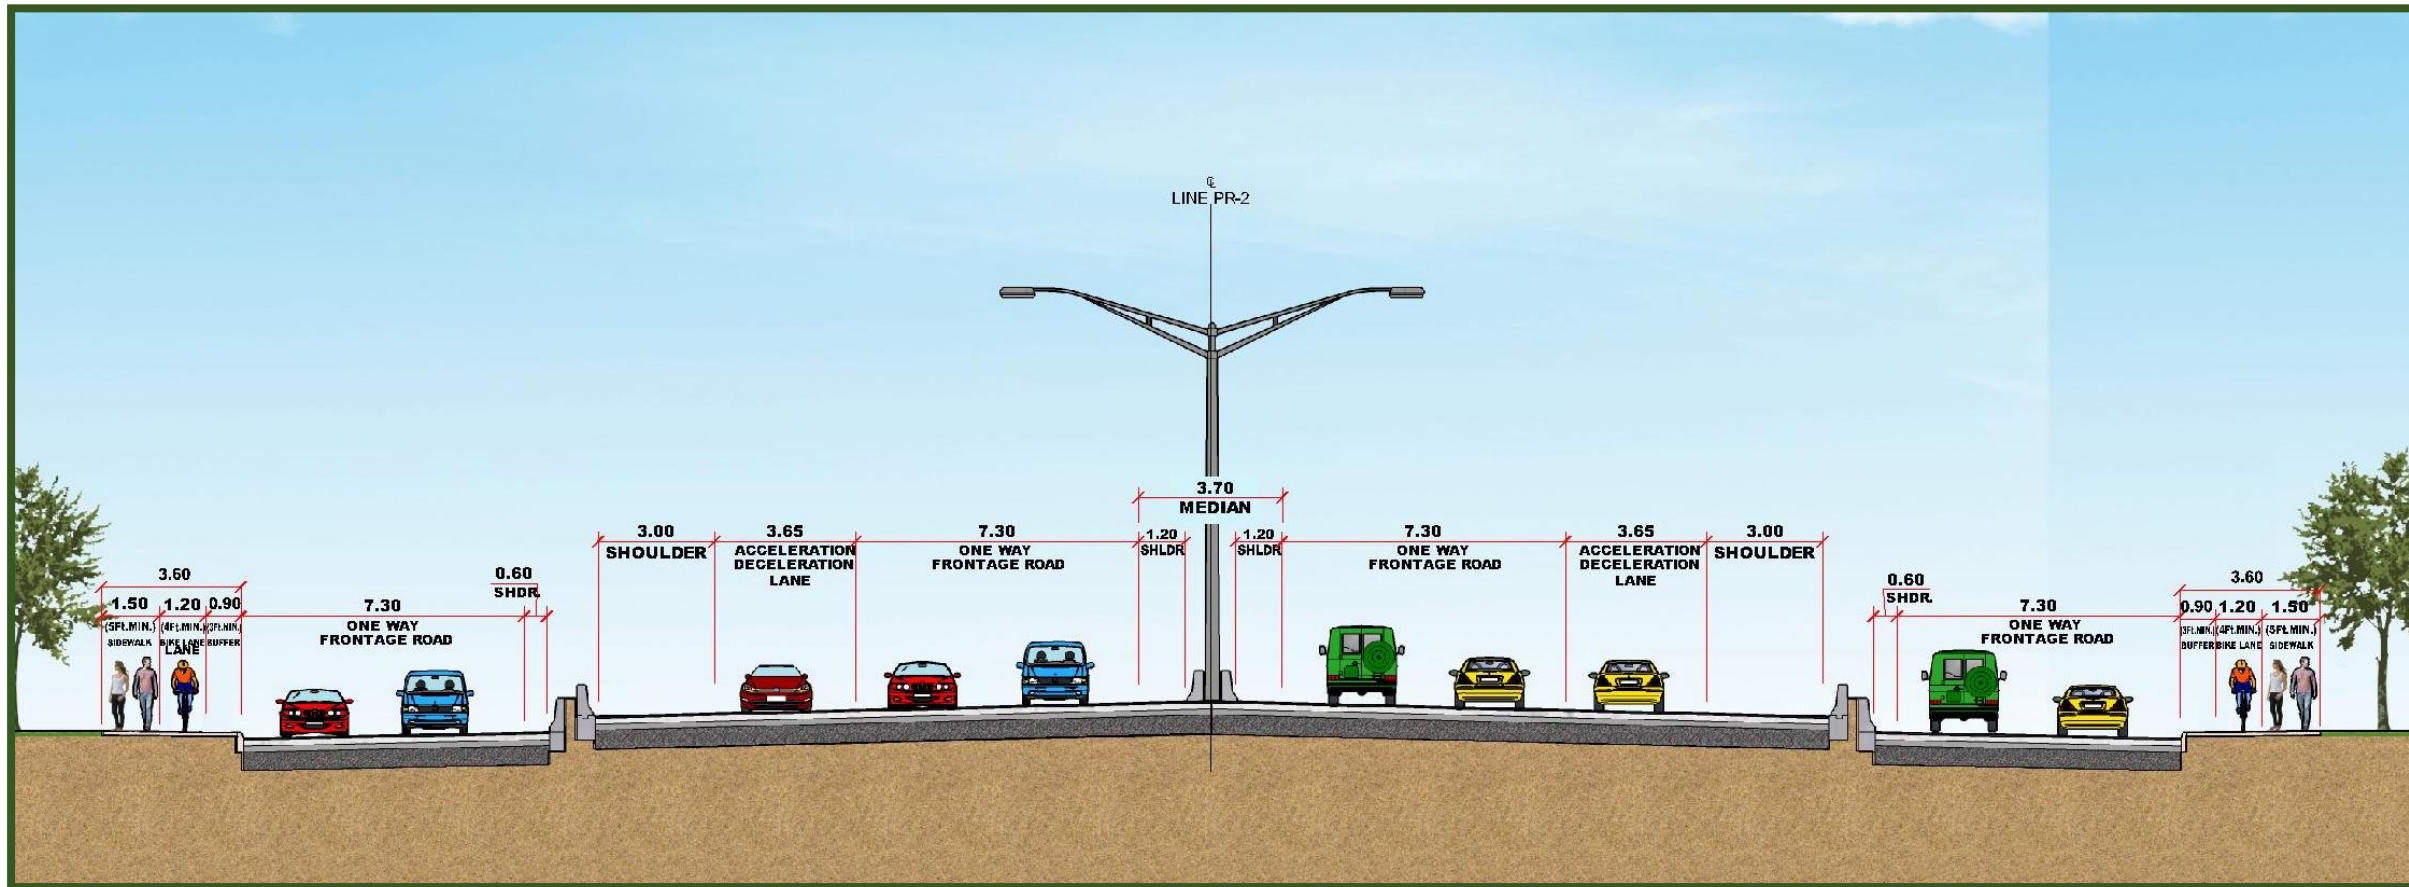 ℄
LINE PR-2
3.70
MEDIAN
3.00
SHOULDER
3.65
ACCELERATION
DECELERATION
LANE
7.30
ONE WAY
FRONTAGE ROAD
1.20
SHLDR
1.20
SHLDR
7.30
ONE WAY
FRONTAGE ROAD
3.65
ACCELERATION
DECELERATION
LANE
3.00
SHOULDER
3.60
1.50
(5Ft.MIN.)
SIDEWALK
1.20
(4Ft.MIN.)
BIKE LANE
LANE
0.90
(3Ft.MIN.)
BUFFER
7.30
ONE WAY
FRONTAGE ROAD
0.60
SHDR.
0.60
SHDR.
7.30
ONE WAY
FRONTAGE ROAD
3.60
0.90
(3Ft.MIN.)
BUFFER
1.20
(4Ft.MIN.)
BIKE LANE
1.50
(5Ft.MIN.)
SIDEWALK